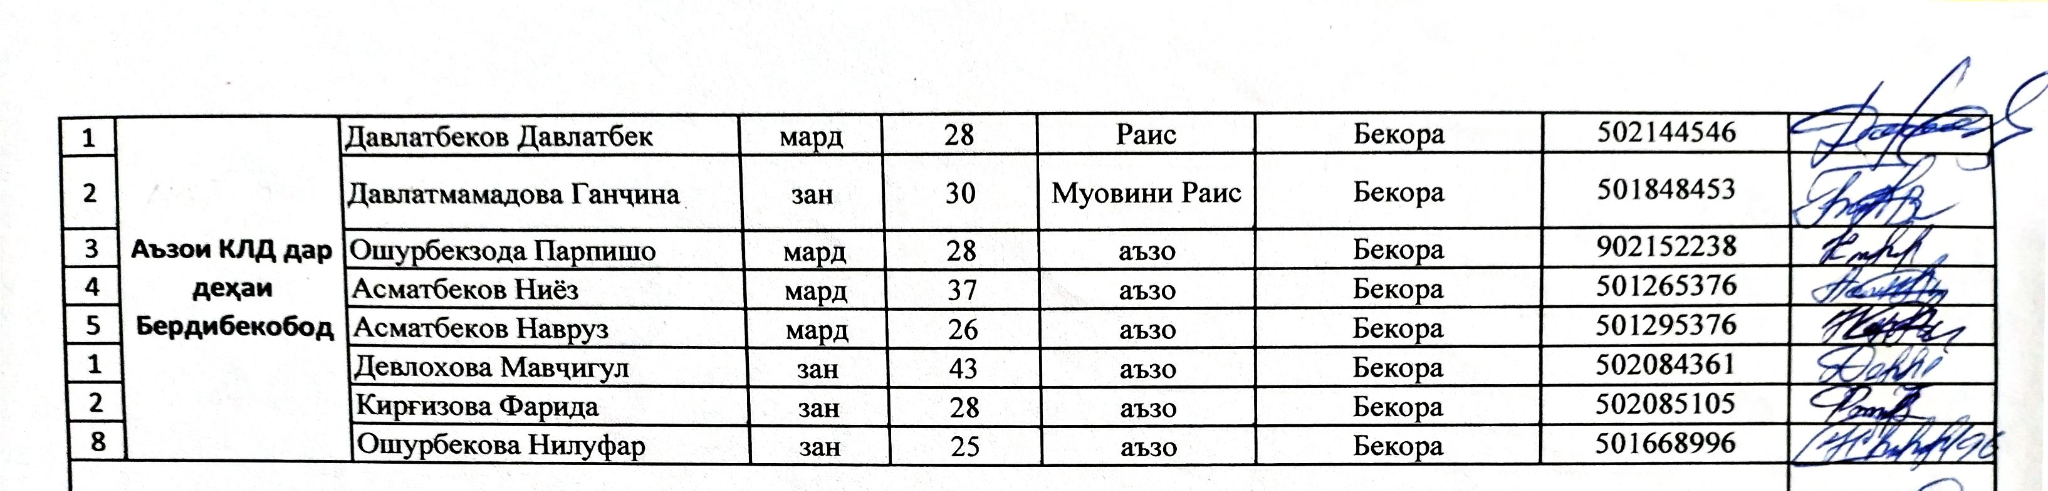 1 Давлатбеков Давлатбек мард 28 Раис Бекора 502144546
2 Давлатмамадова Ганҷина зан 30 Муовини Раис Бекора 501848453
3 Аъзои КЛД дар Ошурбекзода Парпишо мард 28 аъзо Бекора 902152238
4 деҳаи Асматбеков Ниёз мард 37 аъзо Бекора 501265376
5 Бердибекобод Асматбеков Навруз мард 26 аъзо Бекора 501295376
1 Девлохова Мавҷигул зан 43 аъзо Бекора 502084361
2 Кирғизова Фарида зан 28 аъзо Бекора 502085105
8 Ошурбекова Нилуфар зан 25 аъзо Бекора 501668996